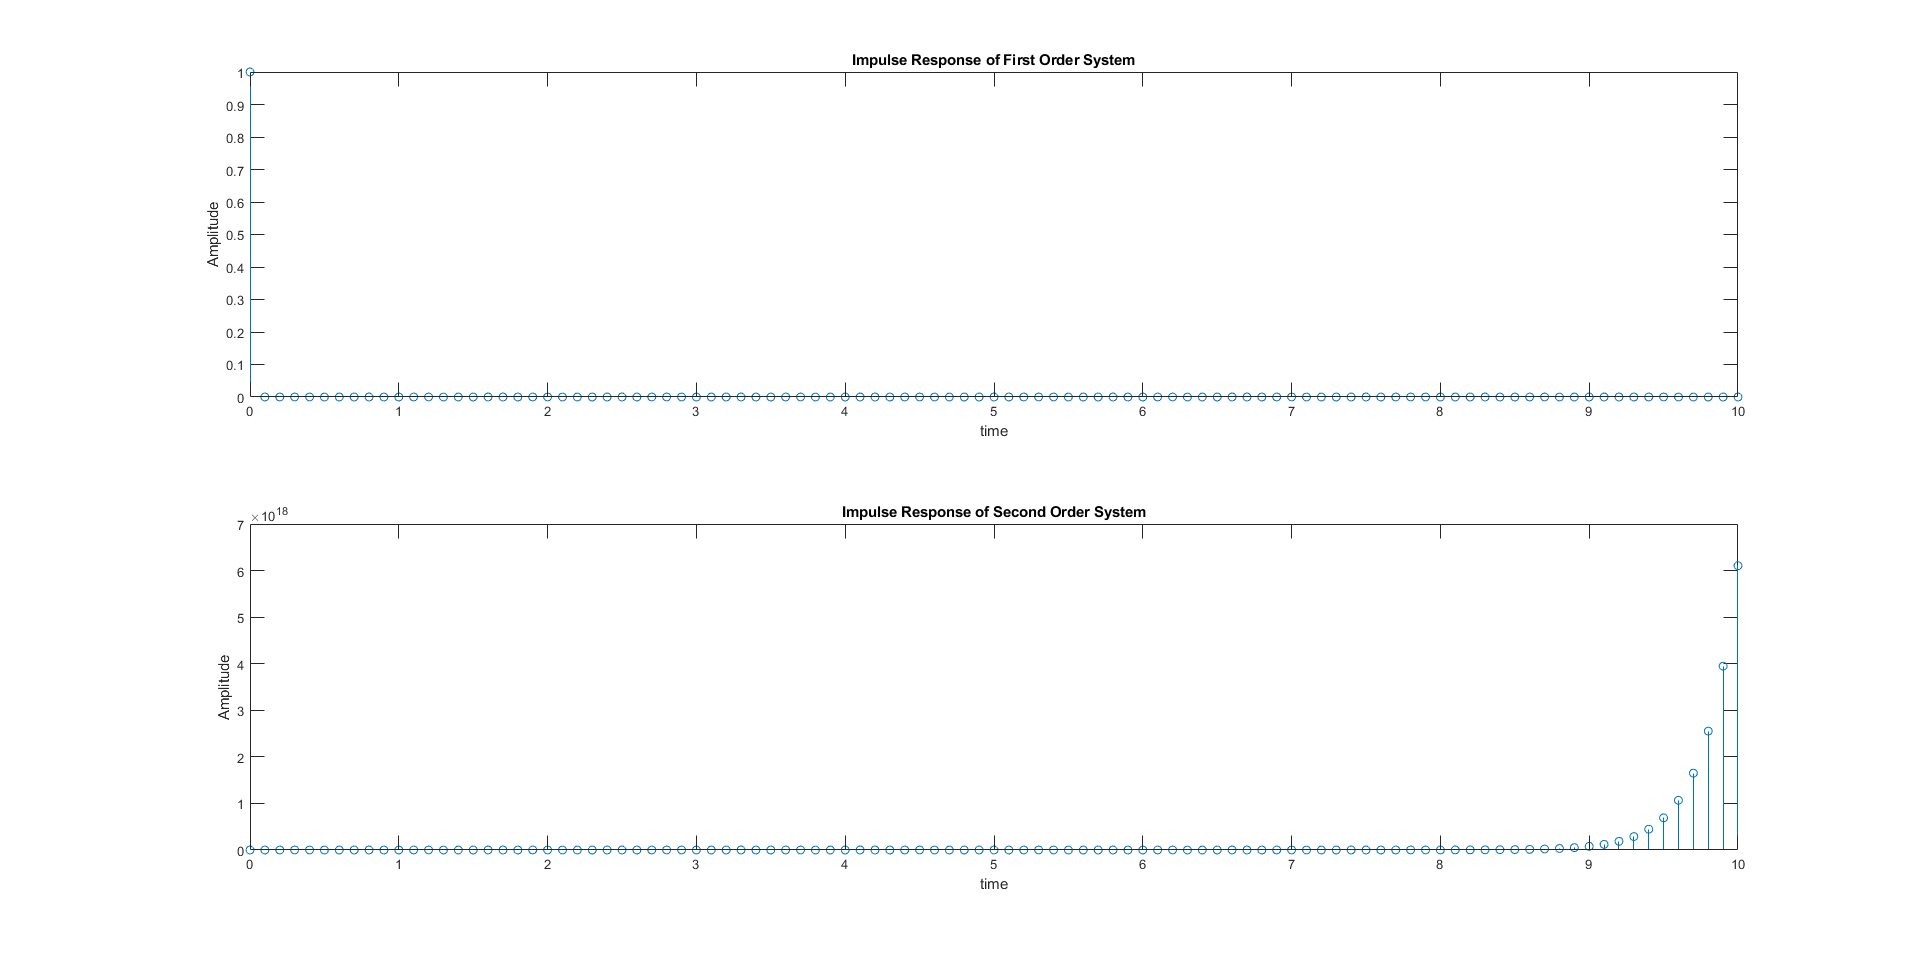 Impulse Response of First Order System
1
0.9
0.8
0.7
0.6
0.5
0.4
0.3
0.2
0.1
0
Amplitude
0 1 2 3 4 5 6 7 8 9 10
time
Impulse Response of Second Order System
×10^18
7
6
5
4
3
2
1
0
Amplitude
0 1 2 3 4 5 6 7 8 9 10
time